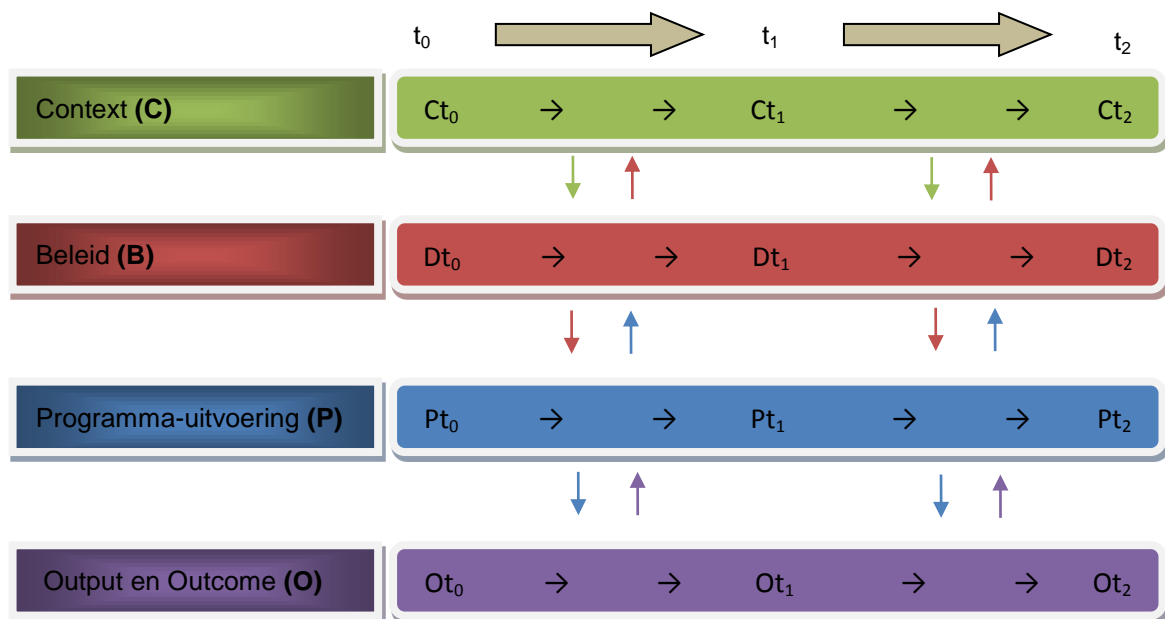 t₀ t₁ t₂
Context (C) Ct₀ → → Ct₁ → → Ct₂
Beleid (B) Dt₀ → → Dt₁ → → Dt₂
Programma-uitvoering (P) Pt₀ → → Pt₁ → → Pt₂
Output en Outcome (O) Ot₀ → → Ot₁ → → Ot₂